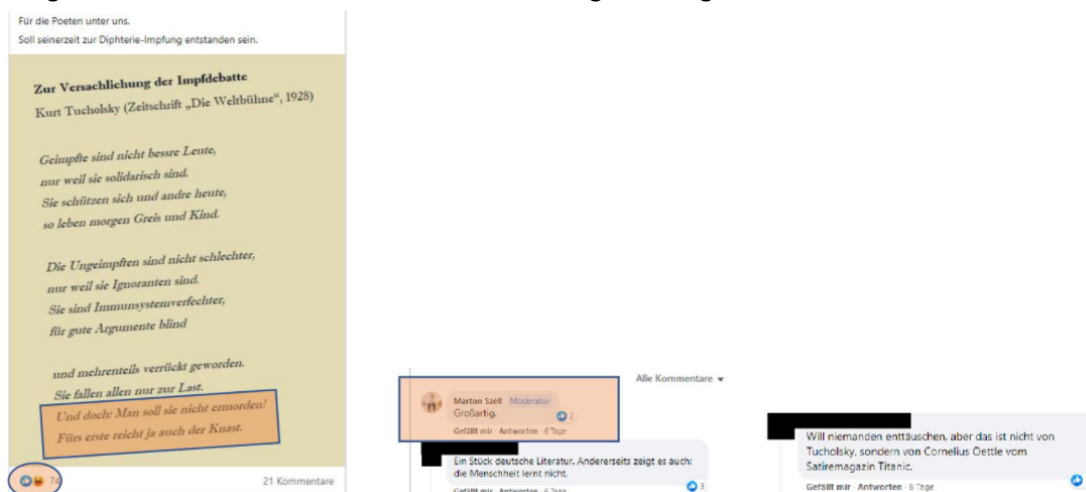 Für die Poeten unter uns.
Soll seinerzeit zur Diphterie-Impfung entstanden sein.
Zur Versachlichung der Impfdebatte
Kurt Tucholsky (Zeitschrift „Die Weltbühne“, 1928)
Geimpfte sind nicht bessre Leute,
nur weil sie solidarisch sind.
Sie schützen sich und andre heute,
so leben morgen Greis und Kind.
Die Ungeimpften sind nicht schlechter,
nur weil sie Ignoranten sind.
Sie sind Immunsystemverfechter,
für gute Argumente blind
und mehrenteils verrückt geworden.
Sie fallen allen nur zur Last.
Und doch: Man soll sie nicht ermorden!
Fürs erste reicht ja auch der Knast.
74
21 Kommentare
Alle Kommentare
Marton Széll Moderator
Großartig.
2
Gefällt mir · Antworten · 6 Tage
Ein Stück deutsche Literatur. Andererseits zeigt es auch:
die Menschheit lernt nicht.
3
Gefällt mir · Antworten · 6 Tage
Will niemanden enttäuschen, aber das ist nicht von
Tucholsky, sondern von Cornelius Oettle vom
Satiremagazin Titanic.
Gefällt mir · Antworten · 6 Tage